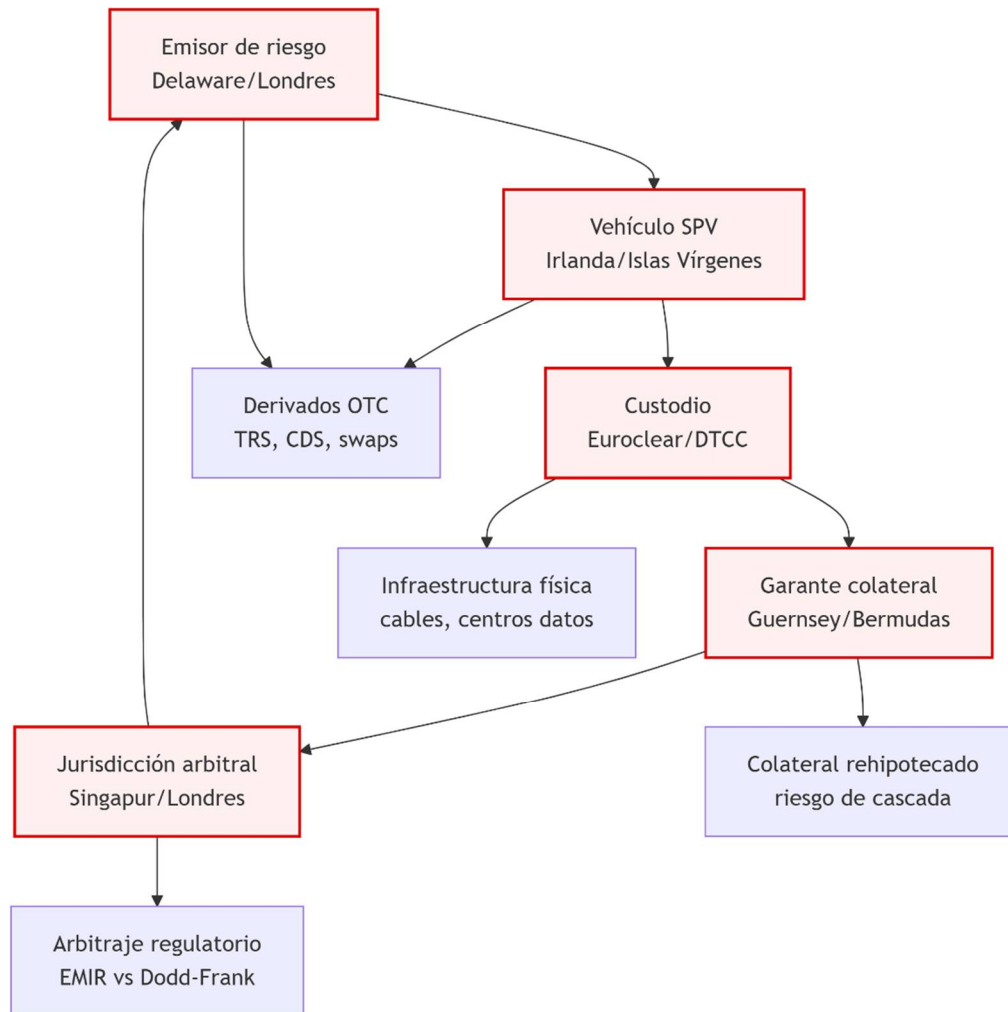 Emisor de riesgo
Delaware/Londres
Vehículo SPV
Irlanda/Islas Vírgenes
Derivados OTC
TRS, CDS, swaps
Custodio
Euroclear/DTCC
Infraestructura física
cables, centros datos
Garante colateral
Guernsey/Bermudas
Jurisdicción arbitral
Singapur/Londres
Colateral rehipotecado
riesgo de cascada
Arbitraje regulatorio
EMIR vs Dodd-Frank